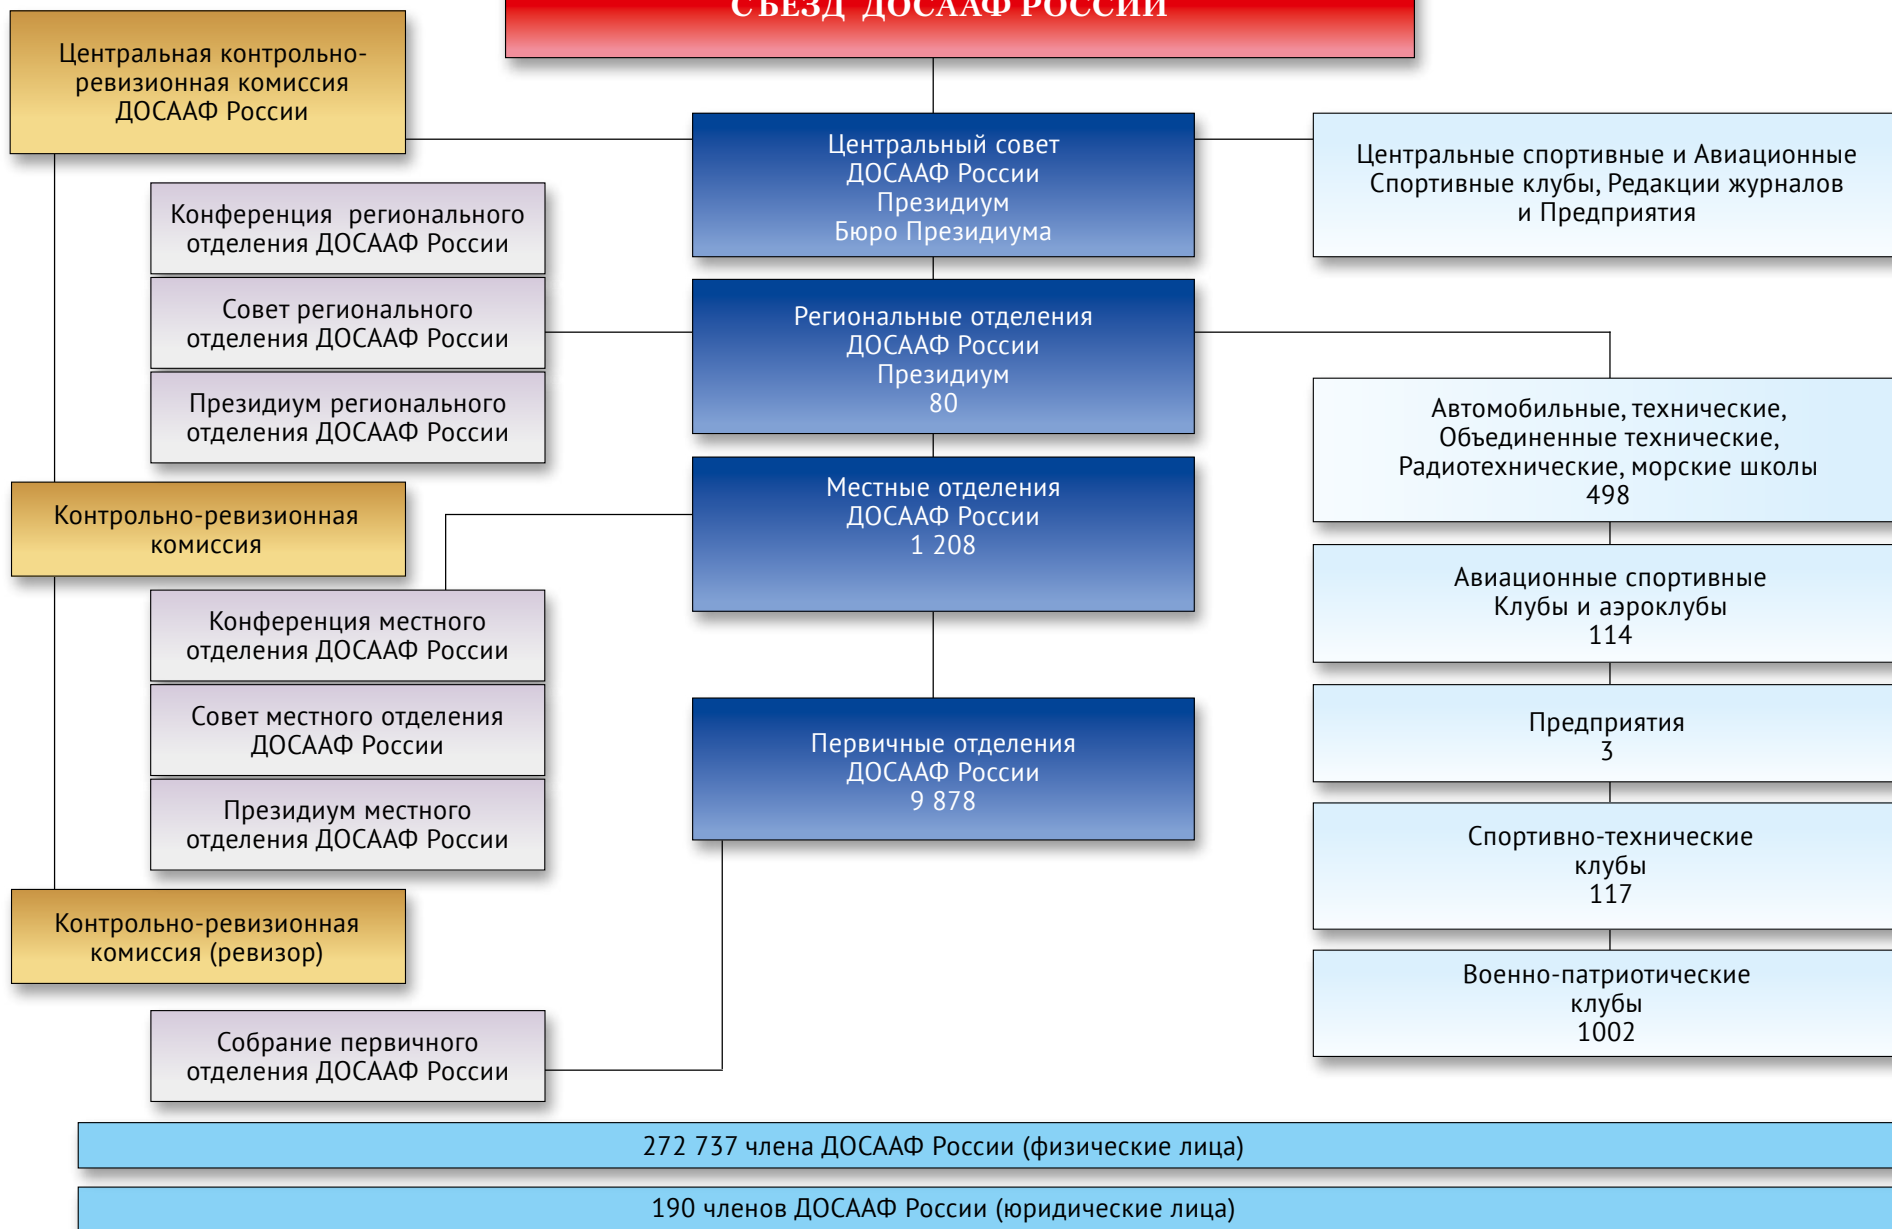 СЪЕЗД ДОСААФ РОССИИ
Центральная контрольно-
ревизионная комиссия
ДОСААФ России
Центральный совет
ДОСААФ России
Президиум
Бюро Президиума
Центральные спортивные и Авиационные
Спортивные клубы, Редакции журналов
и Предприятия
Конференция регионального
отделения ДОСААФ России
Совет регионального
отделения ДОСААФ России
Президиум регионального
отделения ДОСААФ России
Региональные отделения
ДОСААФ России
Президиум
80
Автомобильные, технические,
Объединенные технические,
Радиотехнические, морские школы
498
Контрольно-ревизионная
комиссия
Местные отделения
ДОСААФ России
1 208
Авиационные спортивные
Клубы и аэроклубы
114
Конференция местного
отделения ДОСААФ России
Совет местного отделения
ДОСААФ России
Президиум местного
отделения ДОСААФ России
Первичные отделения
ДОСААФ России
9 878
Предприятия
3
Спортивно-технические
клубы
117
Контрольно-ревизионная
комиссия (ревизор)
Военно-патриотические
клубы
1002
Собрание первичного
отделения ДОСААФ России
272 737 члена ДОСААФ России (физические лица)
190 членов ДОСААФ России (юридические лица)